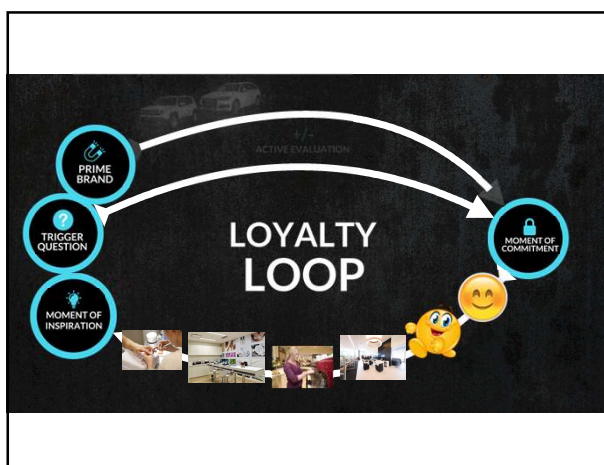 +/-
ACTIVE EVALUATION
PRIME
BRAND
TRIGGER
QUESTION
MOMENT OF
INSPIRATION
LOYALTY
LOOP
MOMENT OF
COMMITMENT